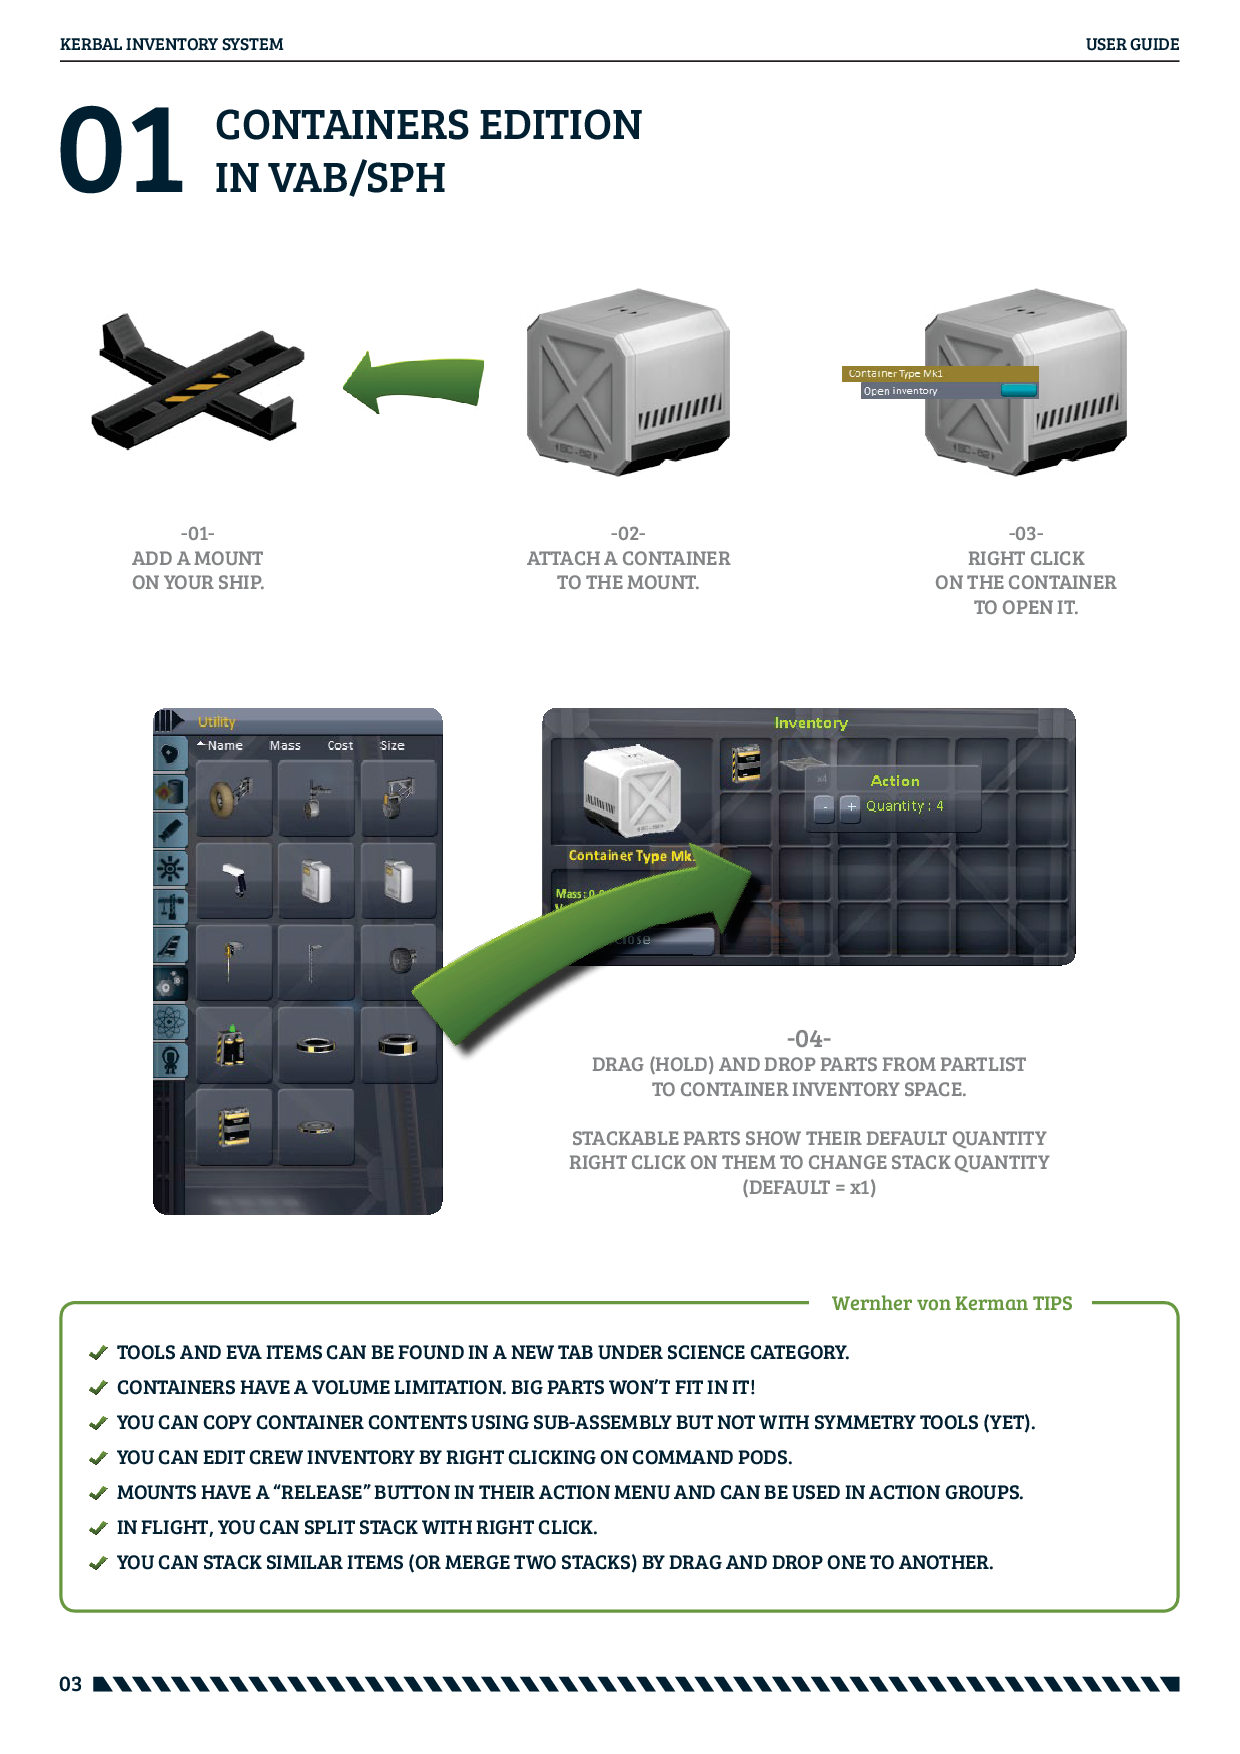 KERBAL INVENTORY SYSTEM
USER GUIDE
01
CONTAINERS EDITION
IN VAB/SPH
Container Type Mk1
Open inventory
-01-
ADD A MOUNT
ON YOUR SHIP.
-02-
ATTACH A CONTAINER
TO THE MOUNT.
-03-
RIGHT CLICK
ON THE CONTAINER
TO OPEN IT.
Utility
Name Mass Cost Size
Inventory
x4
Action
- + Quantity : 4
Container Type Mk
Mass : 0.
-04-
DRAG (HOLD) AND DROP PARTS FROM PARTLIST
TO CONTAINER INVENTORY SPACE.
STACKABLE PARTS SHOW THEIR DEFAULT QUANTITY
RIGHT CLICK ON THEM TO CHANGE STACK QUANTITY
(DEFAULT = x1)
Wernher von Kerman TIPS
TOOLS AND EVA ITEMS CAN BE FOUND IN A NEW TAB UNDER SCIENCE CATEGORY.
CONTAINERS HAVE A VOLUME LIMITATION. BIG PARTS WON'T FIT IN IT!
YOU CAN COPY CONTAINER CONTENTS USING SUB-ASSEMBLY BUT NOT WITH SYMMETRY TOOLS (YET).
YOU CAN EDIT CREW INVENTORY BY RIGHT CLICKING ON COMMAND PODS.
MOUNTS HAVE A “RELEASE” BUTTON IN THEIR ACTION MENU AND CAN BE USED IN ACTION GROUPS.
IN FLIGHT, YOU CAN SPLIT STACK WITH RIGHT CLICK.
YOU CAN STACK SIMILAR ITEMS (OR MERGE TWO STACKS) BY DRAG AND DROP ONE TO ANOTHER.
03